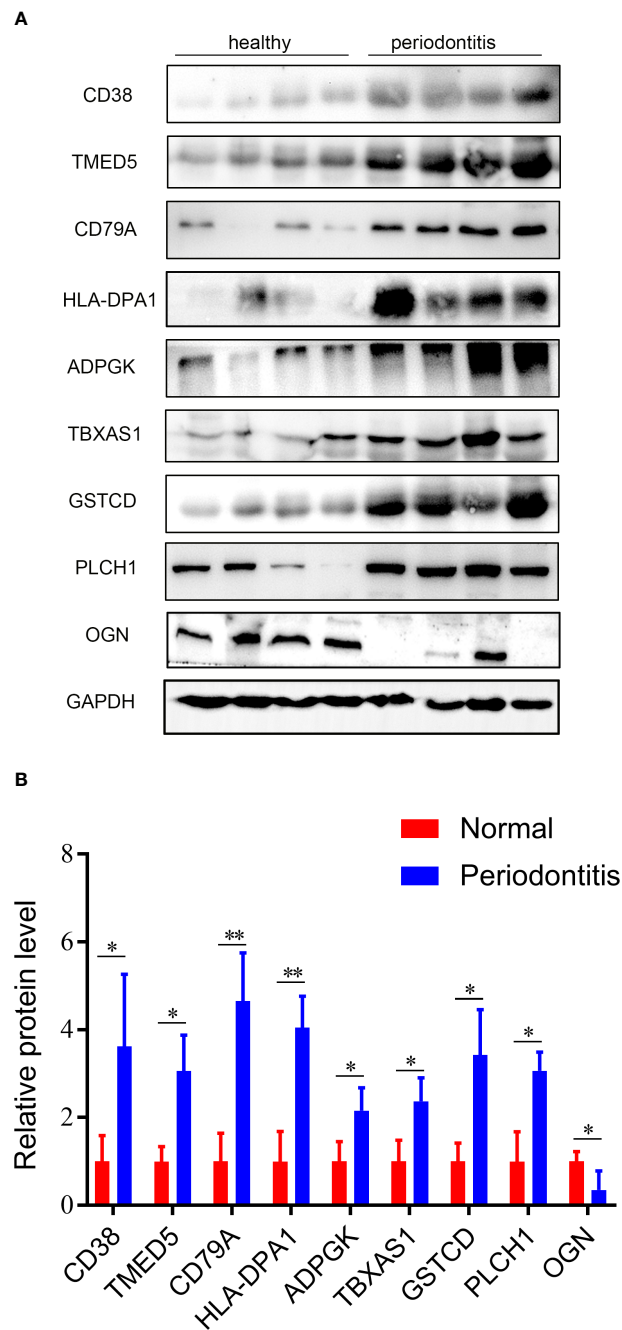 A
healthy periodontitis
CD38
TMED5
CD79A
HLA-DPA1
ADPGK
TBXAS1
GSTCD
PLCH1
OGN
GAPDH
B
Normal
Periodontitis
Relative protein level
8
6
4
2
0
* * ** ** * * * * *
CD38 TMED5 CD79A HLA-DPA1 ADPGK TBXAS1 GSTCD PLCH1 OGN